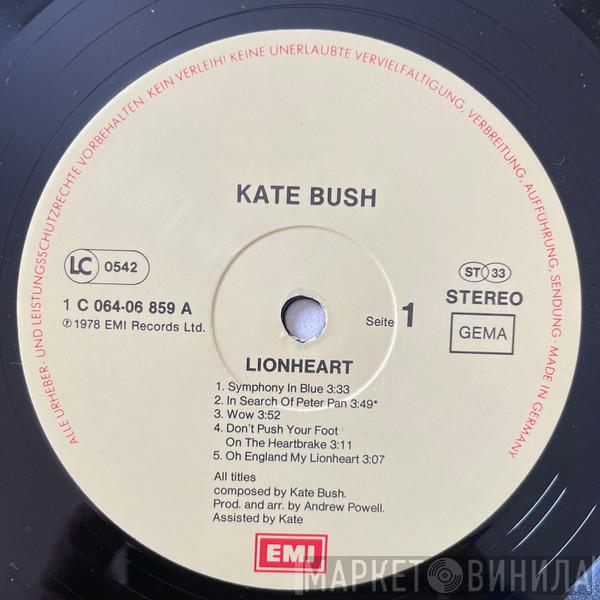 ALLE URHEBER- UND LEISTUNGSSCHUTZRECHTE VORBEHALTEN. KEIN VERLEIH! KEINE UNERLAUBTE VERVIELFÄLTIGUNG, VERBREITUNG, AUFFÜHRUNG, SENDUNG · MADE IN GERMANY
KATE BUSH
LC 0542
ST 33
1 C 064-06 859 A
STEREO
℗ 1978 EMI Records Ltd.
Seite 1
GEMA
LIONHEART
1. Symphony In Blue 3:33
2. In Search Of Peter Pan 3:49*
3. Wow 3:52
4. Don't Push Your Foot
On The Heartbrake 3:11
5. Oh England My Lionheart 3:07
All titles
composed by Kate Bush.
Prod. and arr. by Andrew Powell.
Assisted by Kate
EMI
МАРКЕТ ВИНИЛА